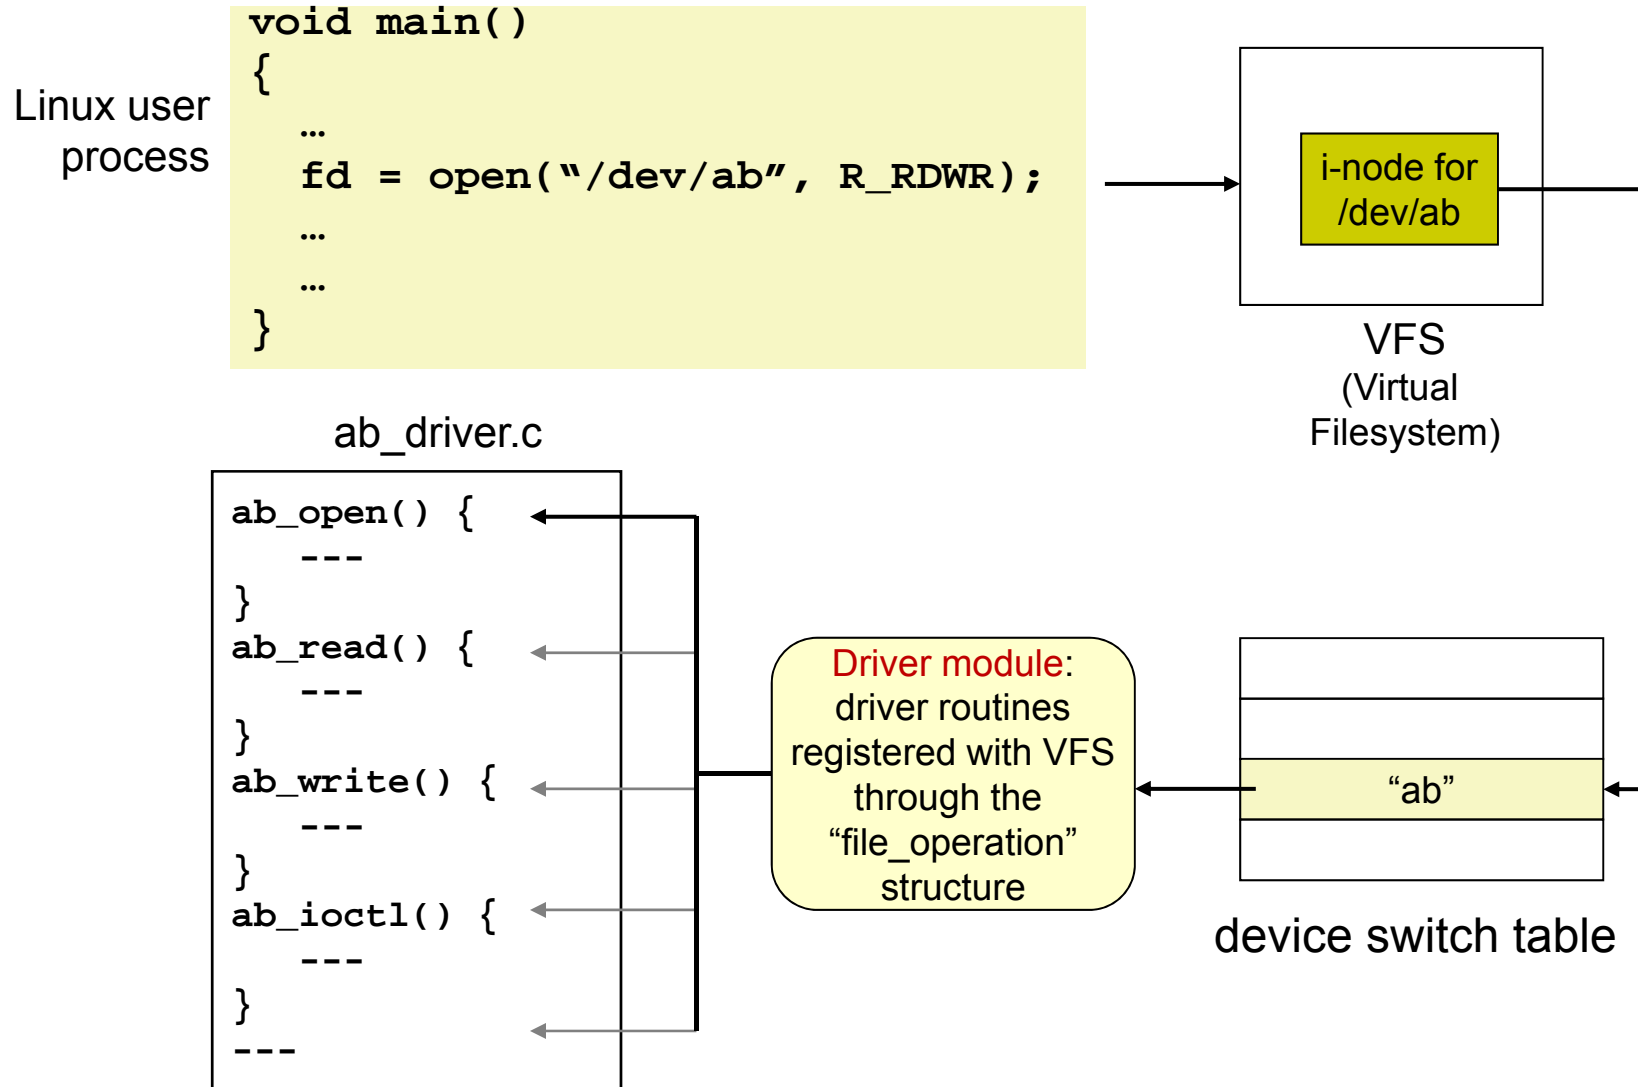 void main()
{
…
fd = open(“/dev/ab”, R_RDWR);
…
…
}
Linux user
process
i-node for
/dev/ab
VFS
(Virtual
Filesystem)
ab_driver.c
ab_open() {
---
}
ab_read() {
---
}
ab_write() {
---
}
ab_ioctl() {
---
}
---
Driver module:
driver routines
registered with VFS
through the
“file_operation”
structure
“ab”
device switch table